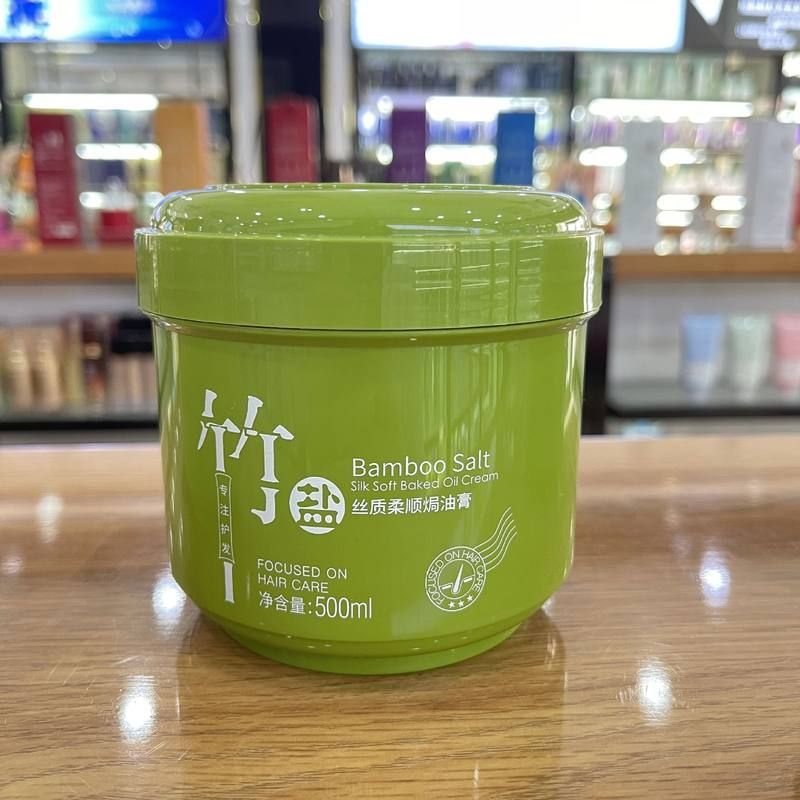 竹盐
专注护发
Bamboo Salt
Silk Soft Baked Oil Cream
丝质柔顺焗油膏
FOCUSED ON
HAIR CARE
净含量:500ml
FOCUSED ON HAIR CARE